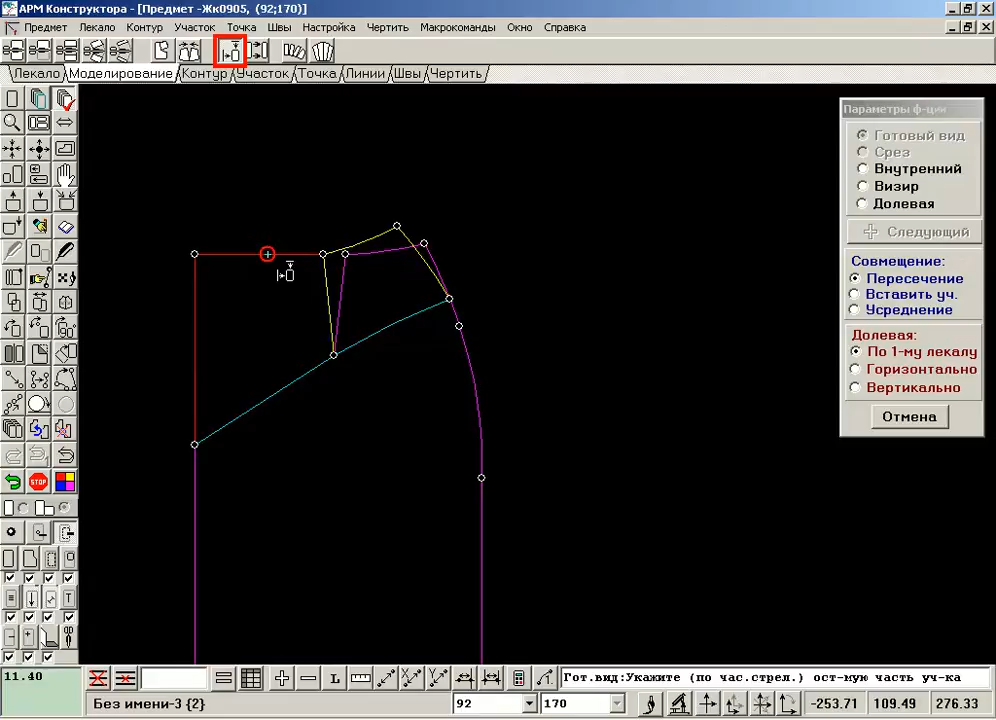 АРМ Конструктора - [Предмет -Жк0905, (92;170)]
Предмет Лекало Контур Участок Точка Швы Настройка Чертить Макрокоманды Окно Справка
Лекало Моделирование Контур Участок Точка Линии Швы Чертить
Параметры ф-ции
Готовый вид
Срез
Внутренний
Визир
Долевая
Следующий
Совмещение:
Пересечение
Вставить уч.
Усреднение
Долевая:
По 1-му лекалу
Горизонтально
Вертикально
Отмена
STOP
T
11.40
L
X
Y
Гот.вид:Укажите (по час.стрел.) ост-мую часть уч-ка
Без имени-3 {2}
92
170
-253.71
109.49
276.33